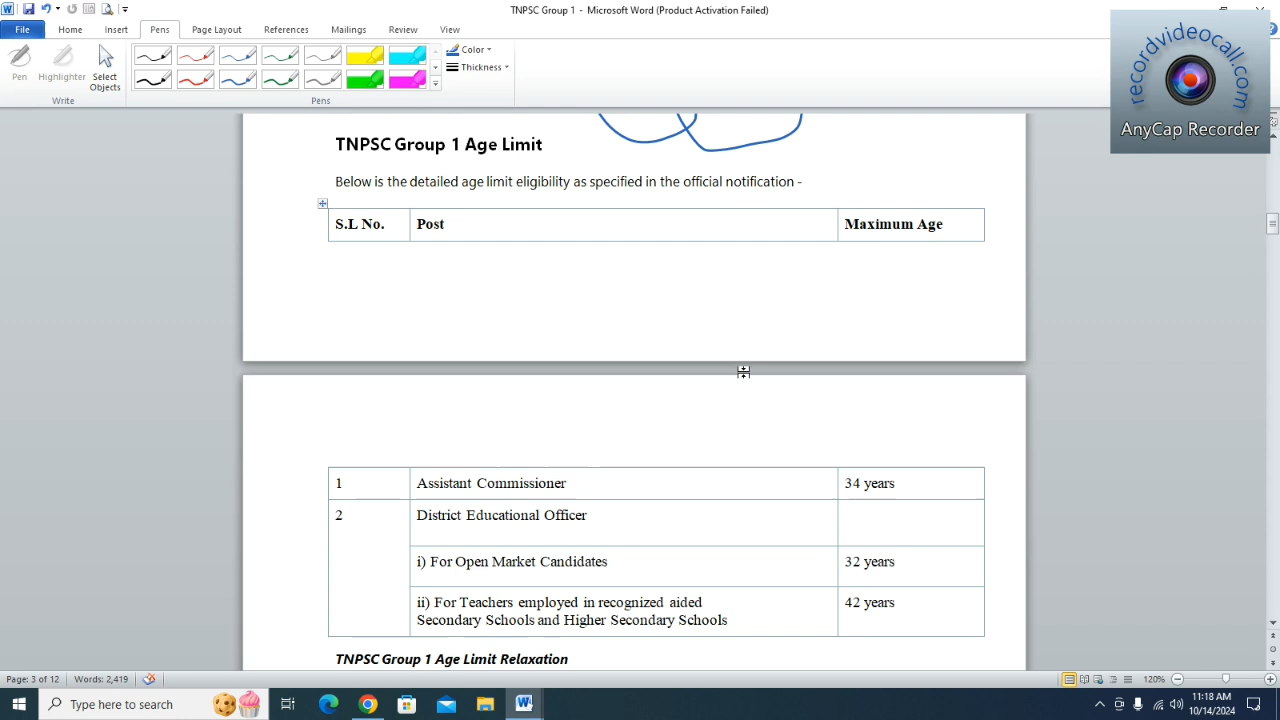 TNPSC Group 1 - Microsoft Word (Product Activation Failed)
File Home Insert Pens Page Layout References Mailings Review View
Pen Highlighter Select Objects
Color
Thickness
Write Pens
recordvideocall.com
AnyCap Recorder
TNPSC Group 1 Age Limit
Below is the detailed age limit eligibility as specified in the official notification -
S.L No. Post Maximum Age
1 Assistant Commissioner 34 years
2 District Educational Officer
i) For Open Market Candidates 32 years
ii) For Teachers employed in recognized aided 42 years
Secondary Schools and Higher Secondary Schools
TNPSC Group 1 Age Limit Relaxation
Page: 3 of 12 Words: 2,419 120%
Type here to search
11:18 AM
10/14/2024